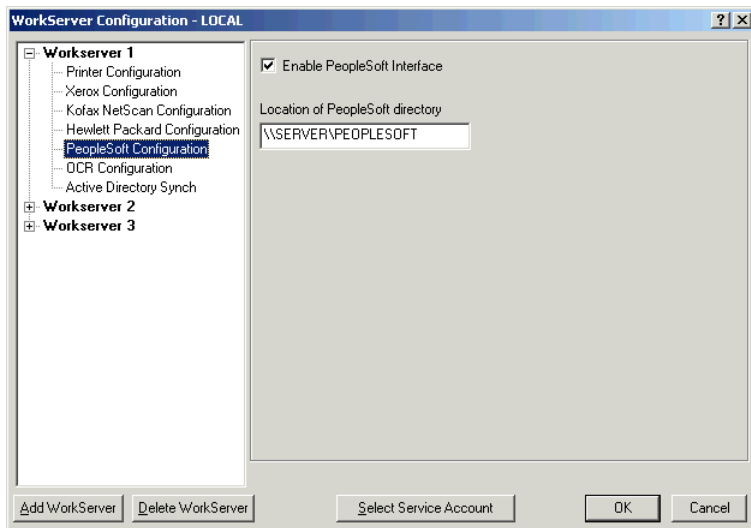 WorkServer Configuration - LOCAL
Workserver 1
Printer Configuration
Xerox Configuration
Kofax NetScan Configuration
Hewlett Packard Configuration
PeopleSoft Configuration
OCR Configuration
Active Directory Synch
Workserver 2
Workserver 3
Enable PeopleSoft Interface
Location of PeopleSoft directory
\\SERVER\PEOPLESOFT
Add WorkServer Delete WorkServer Select Service Account OK Cancel